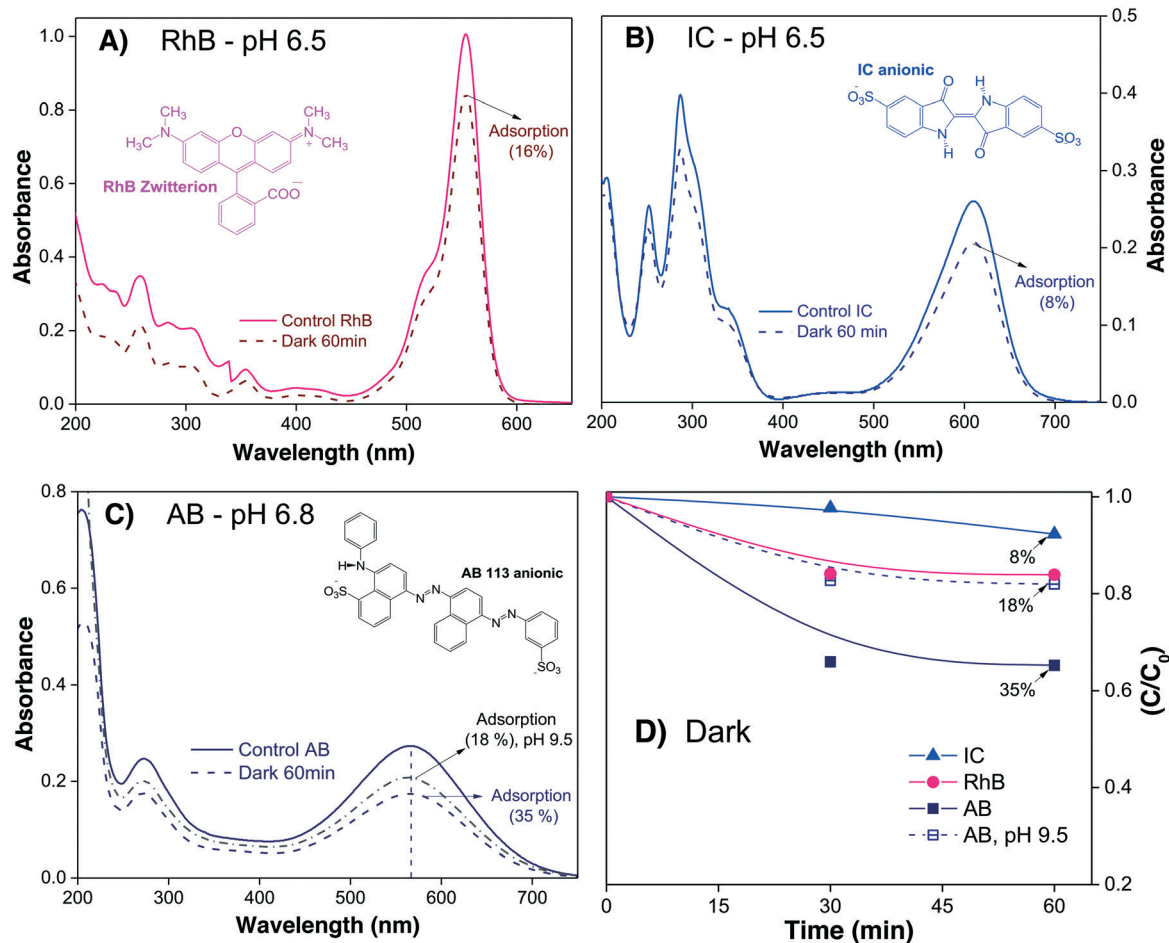 A) RhB - pH 6.5
1.0
0.8
0.6
0.4
0.2
0.0
Absorbance
CH₃
CH₃
H₃C
N
O
N
+
CH₃
H₃C
COO⁻
RhB Zwitterion
Adsorption
(16%)
Control RhB
Dark 60min
200 300 400 500 600
Wavelength (nm)
B) IC - pH 6.5
0.5
0.4
0.3
0.2
0.1
0.0
Absorbance
IC anionic
O
H
N
⁻O₃S
SO₃⁻
N
H
O
Adsorption
(8%)
Control IC
Dark 60 min
200 300 400 500 600 700
Wavelength (nm)
C) AB - pH 6.8
0.8
0.6
0.4
0.2
0.0
Absorbance
H N
AB 113 anionic
⁻O₃S
N=N
N=N
SO₃⁻
Adsorption
(18 %), pH 9.5
Control AB
Dark 60min
Adsorption
(35 %)
200 300 400 500 600 700
Wavelength (nm)
1.0
0.8
0.6
0.4
0.2
(C/C₀)
8%
18%
35%
D) Dark
IC
RhB
AB
AB, pH 9.5
0 15 30 45 60
Time (min)